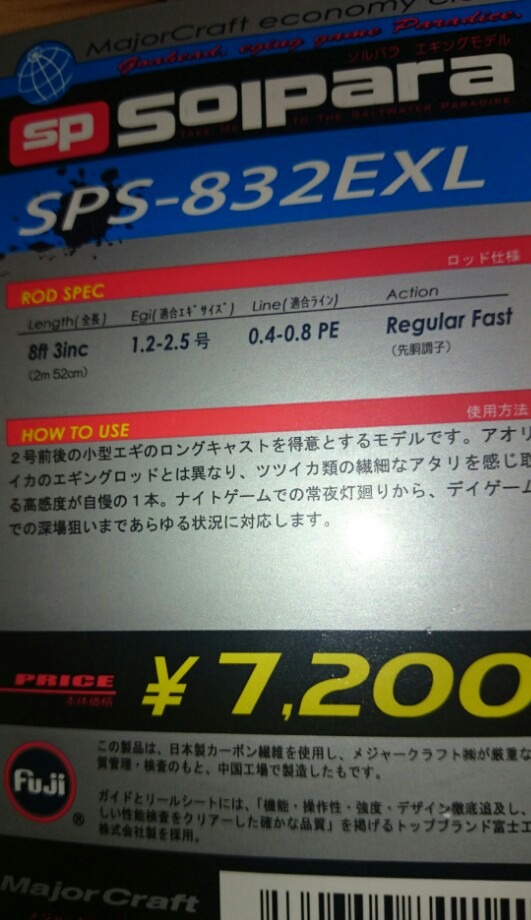 MajorCraft economy
Goahead, eging game Paradise.
ソルパラ エギングモデル
sp Solpara
TAKE ME TO THE SALTWATER PARADISE.
SPS-832EXL
ロッド仕様
ROD SPEC
Length(全長) Egi(適合エギサイズ) Line(適合ライン) Action
8ft 3inc 1.2-2.5号 0.4-0.8 PE Regular Fast
(2m 52cm) (先胴調子)
使用方法
HOW TO USE
2号前後の小型エギのロングキャストを得意とするモデルです。アオリ
イカのエギングロッドとは異なり、ツツイカ類の繊細なアタリを感じ取
る高感度が自慢の1本。ナイトゲームでの常夜灯廻りから、デイゲーム
での深場狙いまであらゆる状況に対応します。
PRICE ¥7,200
本体価格
この製品は、日本製カーボン繊維を使用し、メジャークラフト㈱が厳重な
質管理・検査のもと、中国工場で製造したもです。
Fuji ®
ガイドとリールシートには、「機能・操作性・強度・デザイン徹底追及し、
しい性能検査をクリアーした確かな品質」を掲げるトップブランド富士工
株式会社製を採用。
MajorCraft